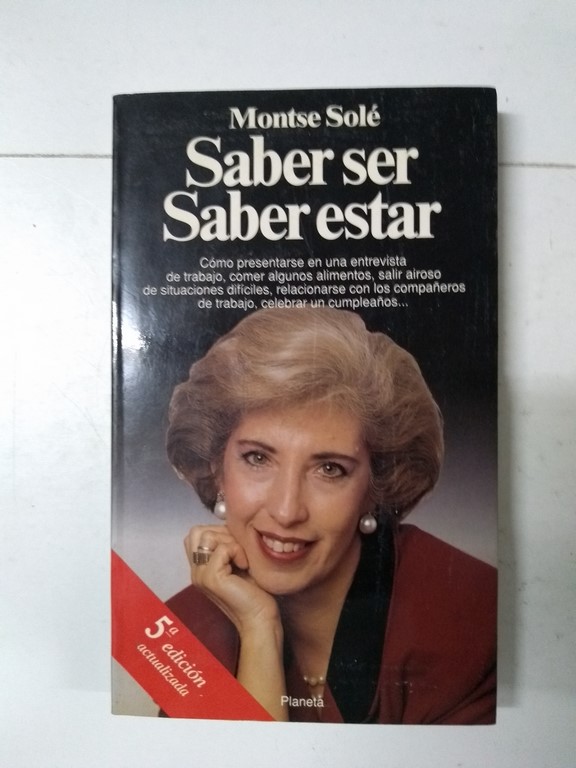 Montse Solé
Saber ser
Saber estar
Cómo presentarse en una entrevista
de trabajo, comer algunos alimentos, salir airoso
de situaciones difíciles, relacionarse con los compañeros
de trabajo, celebrar un cumpleaños...
5.ª edición
actualizada
Planeta